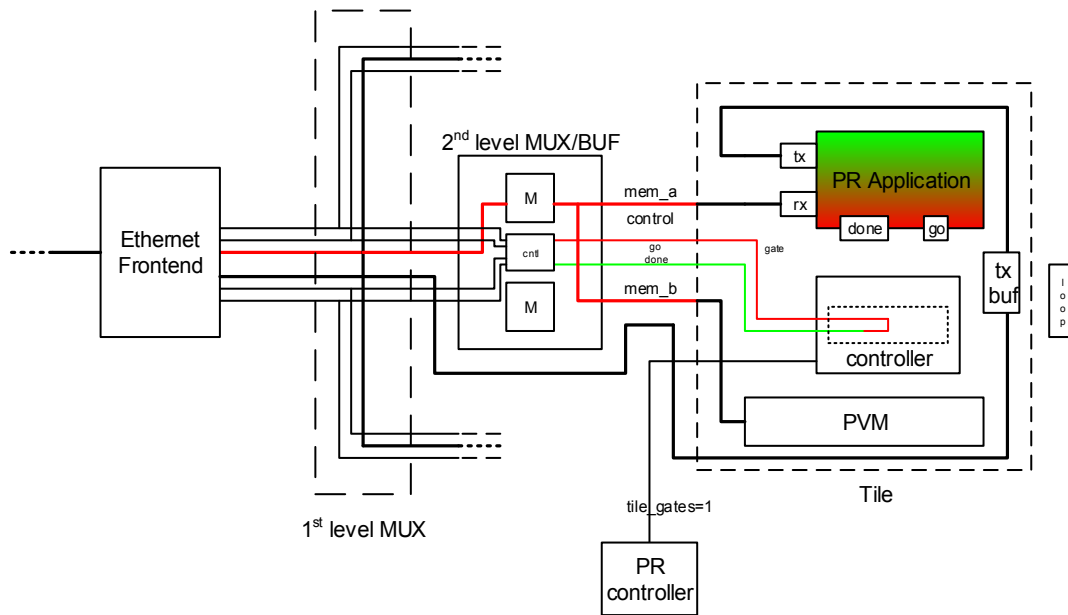 2nd level MUX/BUF
Ethernet
Frontend
M
cntl
M
mem_a
control
go
done
mem_b
gate
tx
rx
PR Application
done
go
tx
buf
l
o
o
p
controller
PVM
Tile
1st level MUX
tile_gates=1
PR
controller